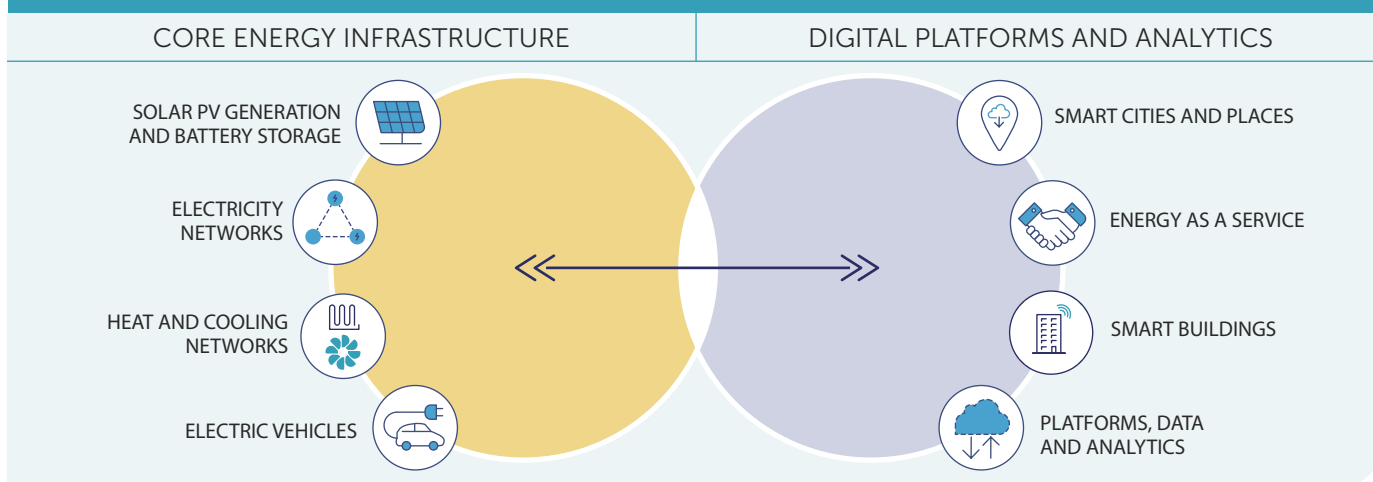 CORE ENERGY INFRASTRUCTURE
DIGITAL PLATFORMS AND ANALYTICS
SOLAR PV GENERATION
AND BATTERY STORAGE
ELECTRICITY
NETWORKS
HEAT AND COOLING
NETWORKS
ELECTRIC VEHICLES
SMART CITIES AND PLACES
ENERGY AS A SERVICE
SMART BUILDINGS
PLATFORMS, DATA
AND ANALYTICS